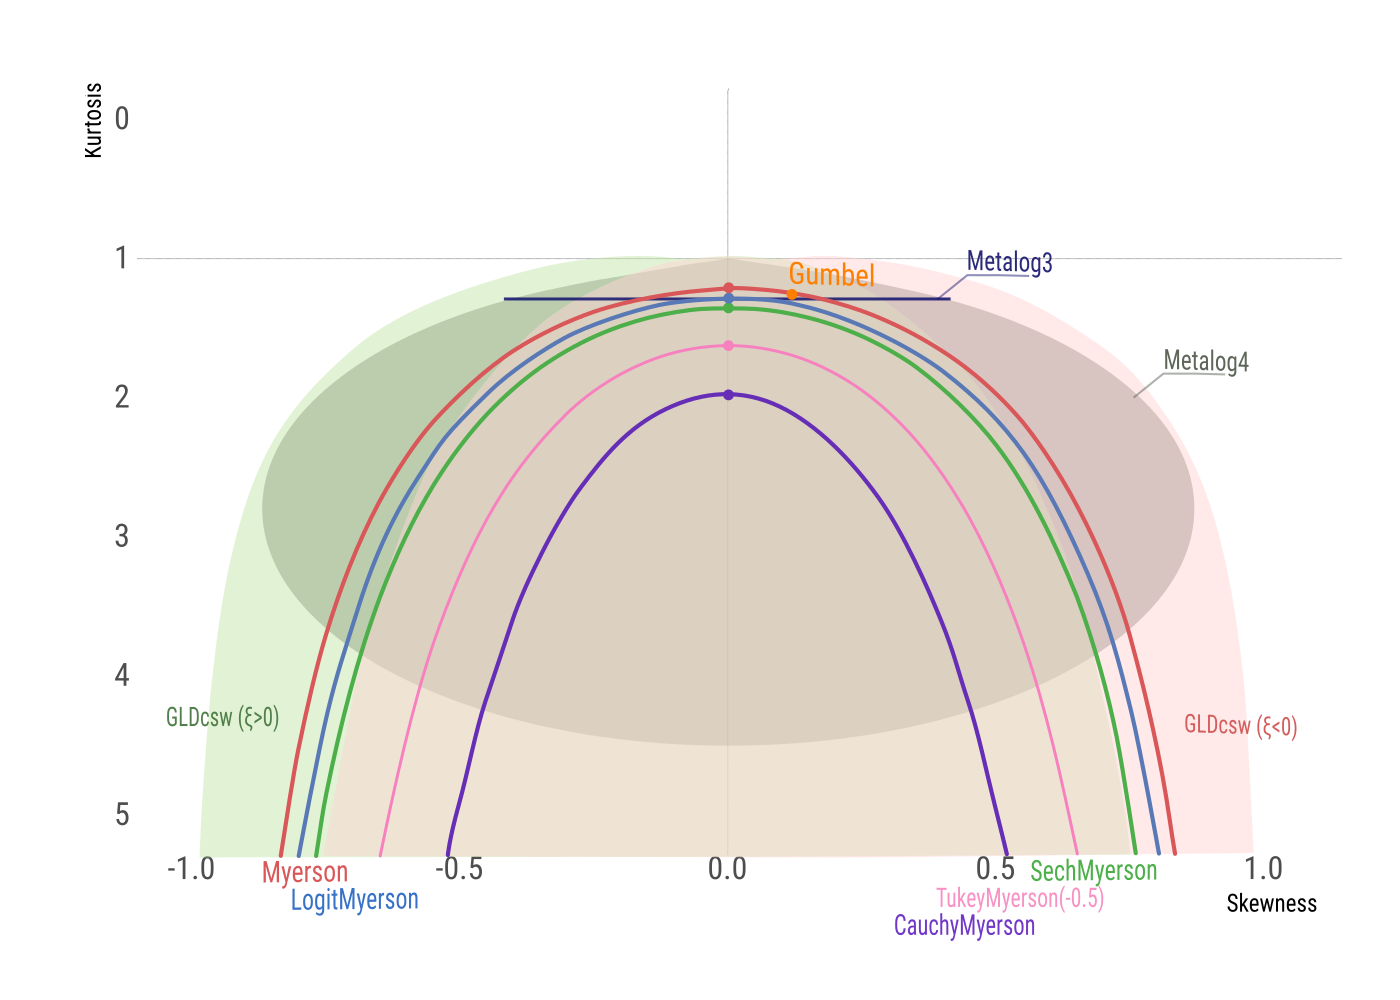 Kurtosis
0
1
Metalog3
Gumbel
Metalog4
2
3
4
GLDcsw (ξ>0)
GLDcsw (ξ<0)
5
-1.0
-0.5
0.0
0.5
1.0
Myerson
SechMyerson
LogitMyerson
TukeyMyerson(-0.5)
Skewness
CauchyMyerson